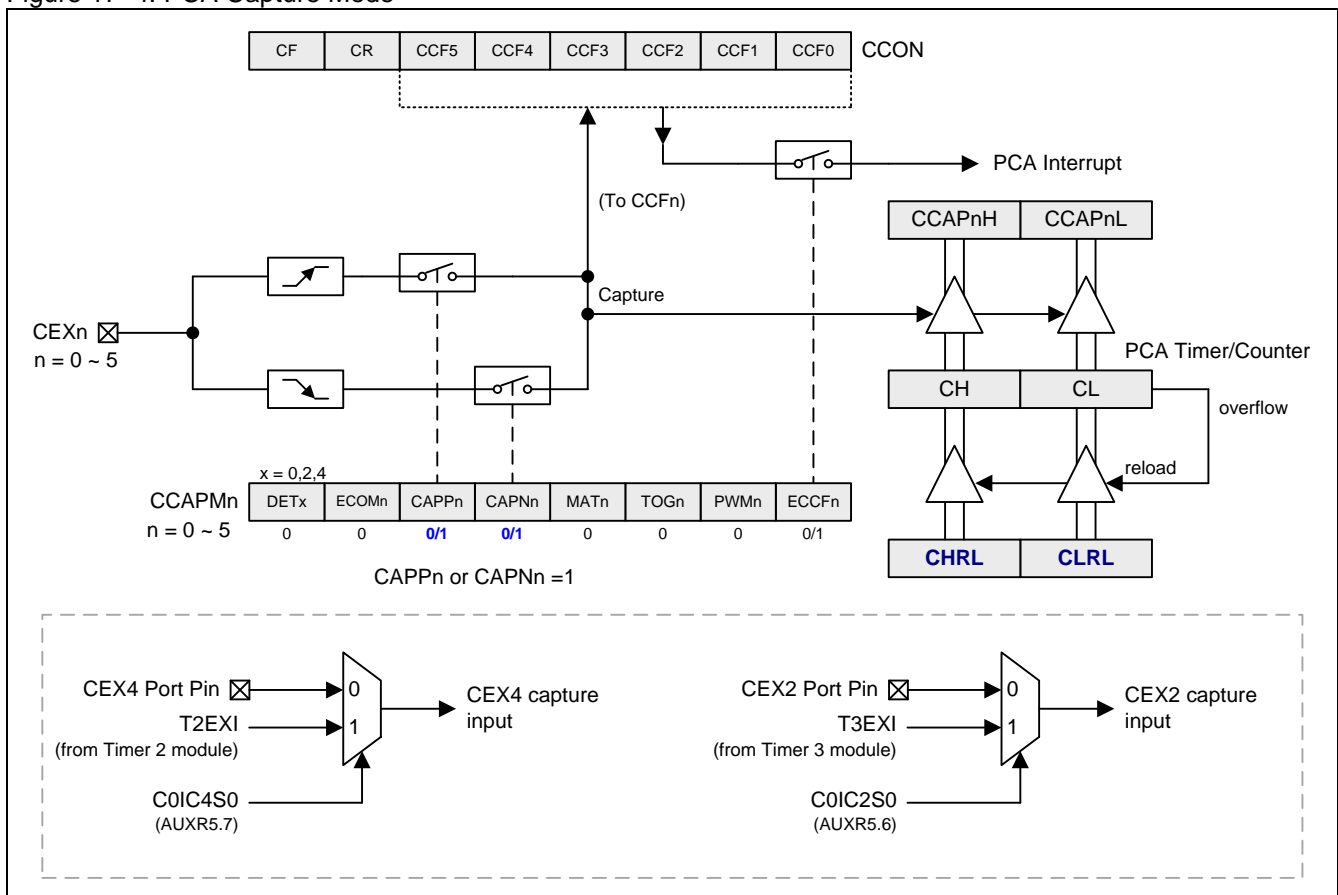 CF CR CCF5 CCF4 CCF3 CCF2 CCF1 CCF0 CCON
PCA Interrupt
(To CCFn)
CCAPnH CCAPnL
Capture
CEXn
n = 0 ~ 5
PCA Timer/Counter
CH CL
overflow
reload
x = 0,2,4
CCAPMn DETx ECOMn CAPPn CAPNn MATn TOGn PWMn ECCFn
n = 0 ~ 5 0 0 0/1 0/1 0 0 0 0/1
CHRL CLRL
CAPPn or CAPNn =1
CEX4 Port Pin 0
T2EXI 1
(from Timer 2 module)
CEX4 capture
input
C0IC4S0
(AUXR5.7)
CEX2 Port Pin 0
T3EXI 1
(from Timer 3 module)
CEX2 capture
input
C0IC2S0
(AUXR5.6)